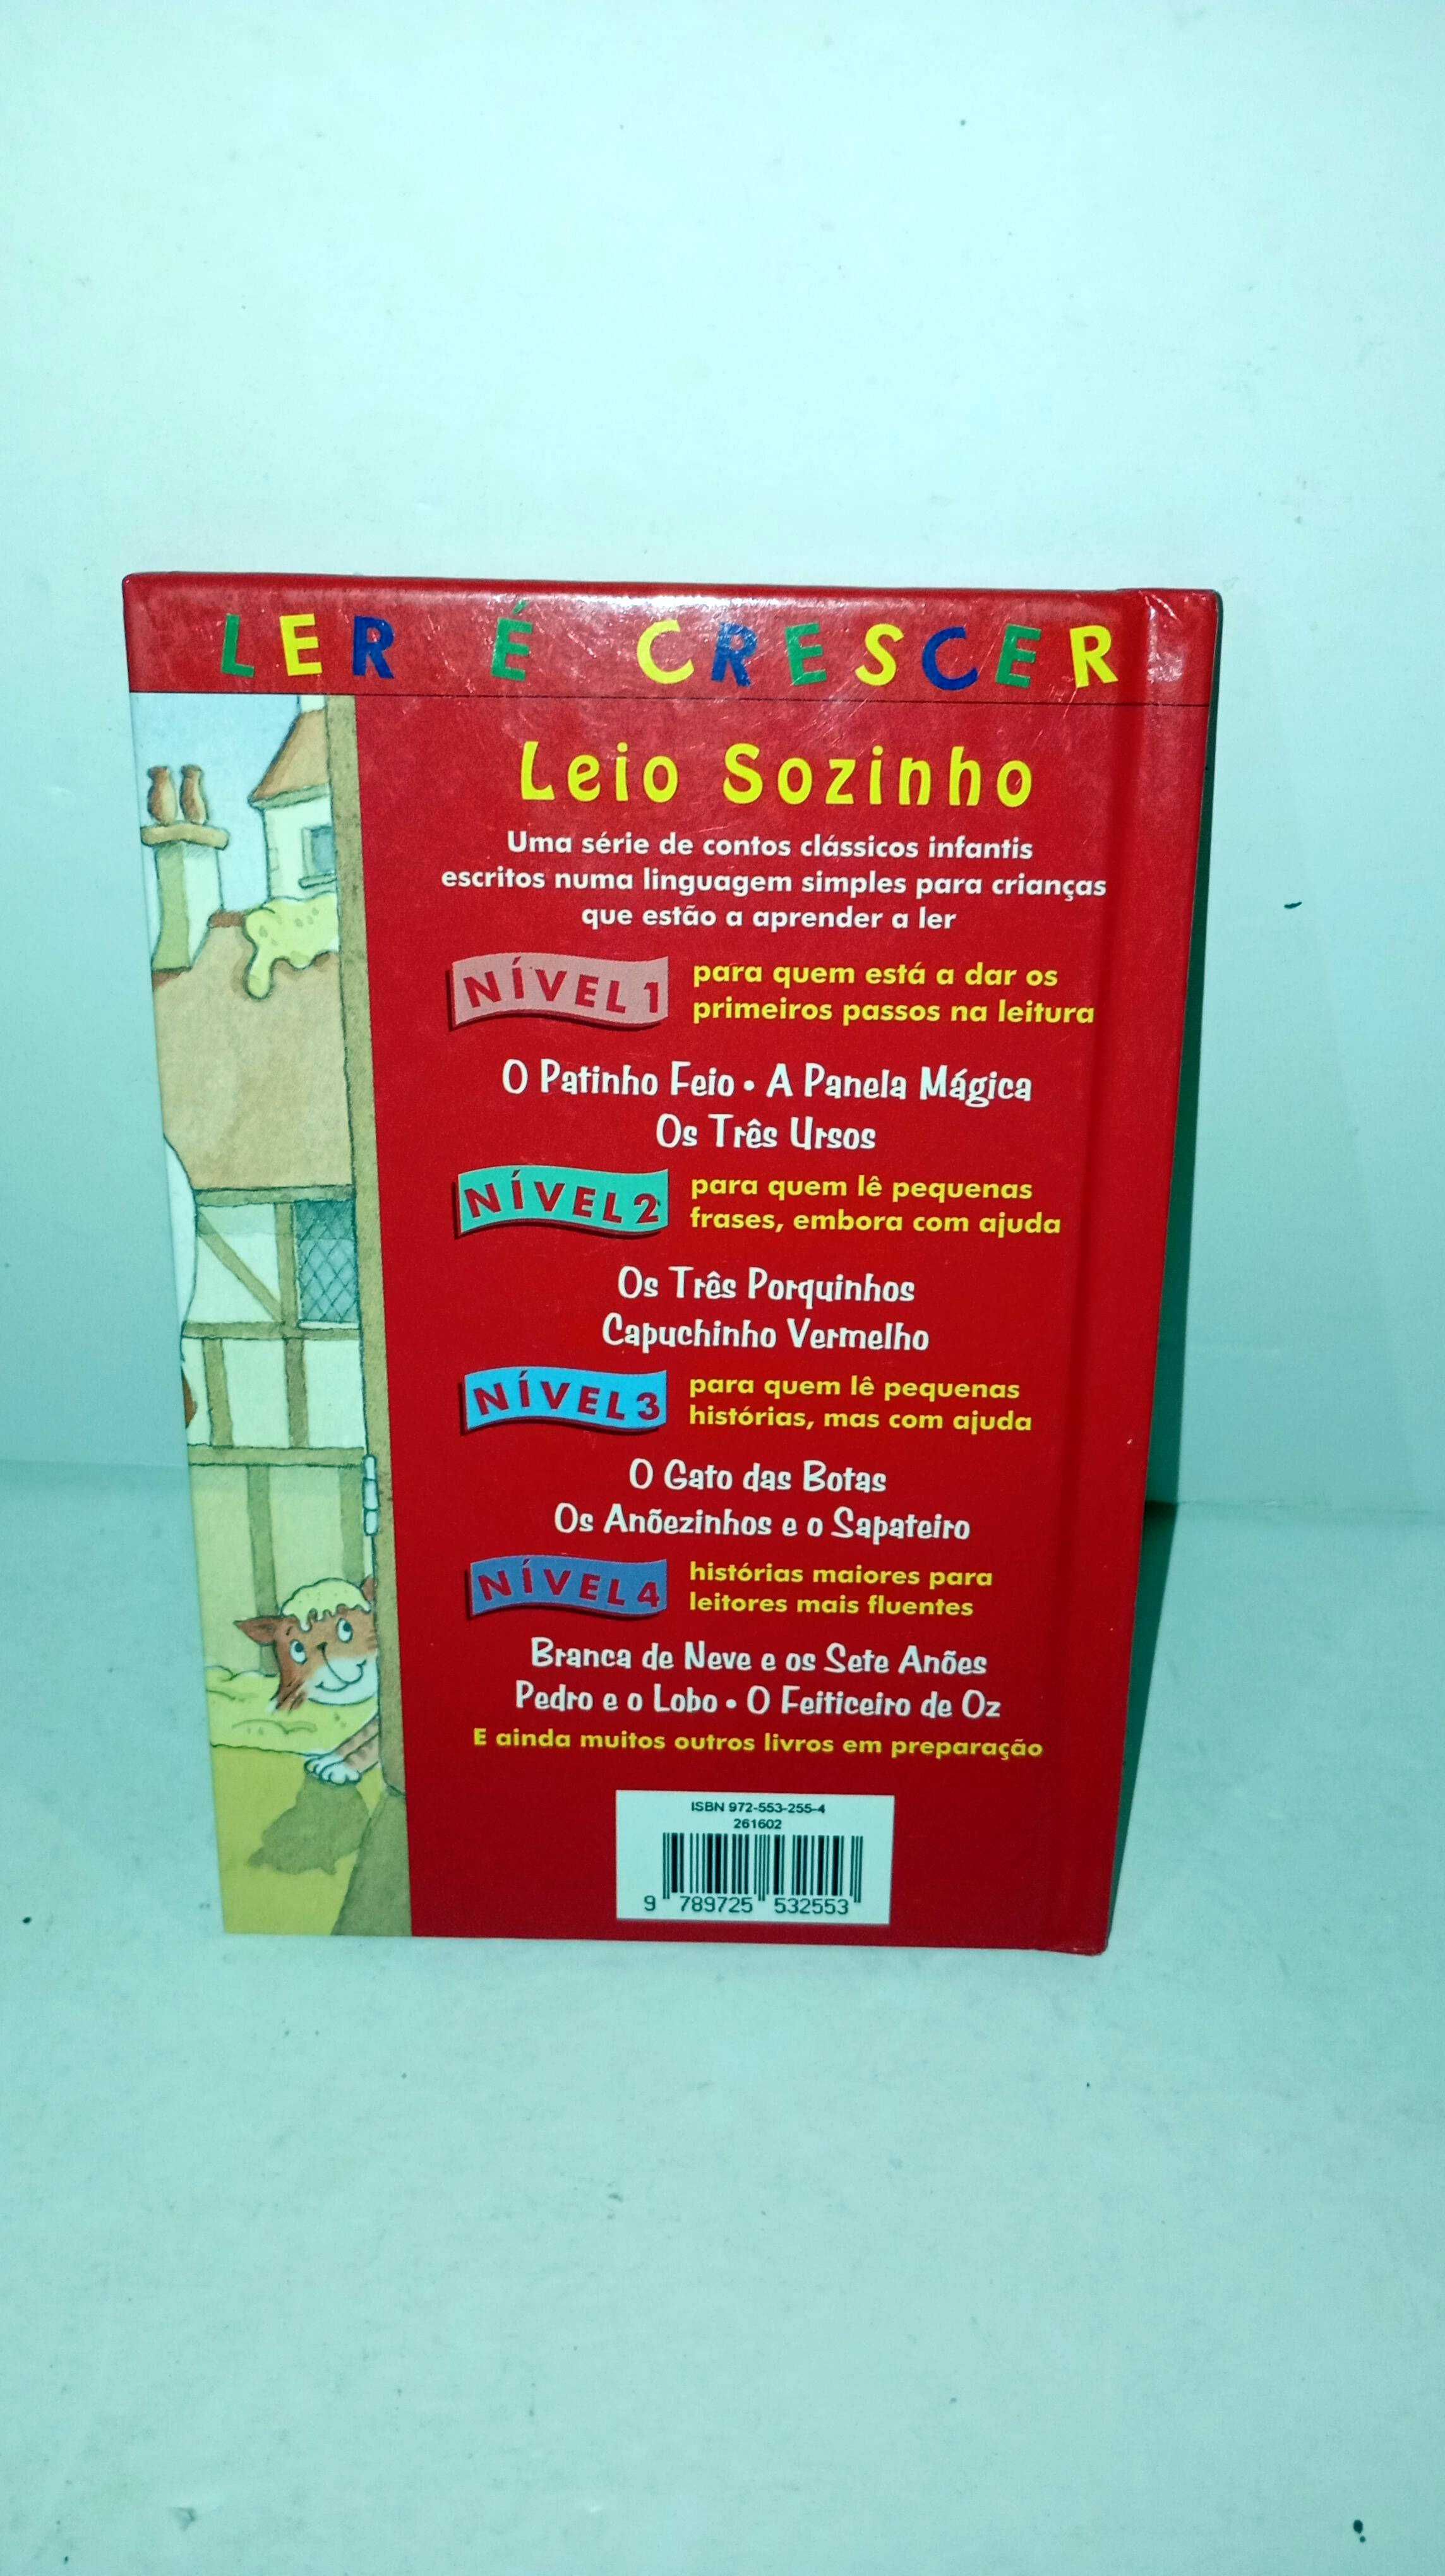 LER É CRESCER
Leio Sozinho
Uma série de contos clássicos infantis
escritos numa linguagem simples para crianças
que estão a aprender a ler
NÍVEL 1
para quem está a dar os
primeiros passos na leitura
O Patinho Feio • A Panela Mágica
Os Três Ursos
NÍVEL 2
para quem lê pequenas
frases, embora com ajuda
Os Três Porquinhos
Capuchinho Vermelho
NÍVEL 3
para quem lê pequenas
histórias, mas com ajuda
O Gato das Botas
Os Anõezinhos e o Sapateiro
NÍVEL 4
histórias maiores para
leitores mais fluentes
Branca de Neve e os Sete Anões
Pedro e o Lobo • O Feiticeiro de Oz
E ainda muitos outros livros em preparação
ISBN 972-553-255-4
261602
9 789725 532553